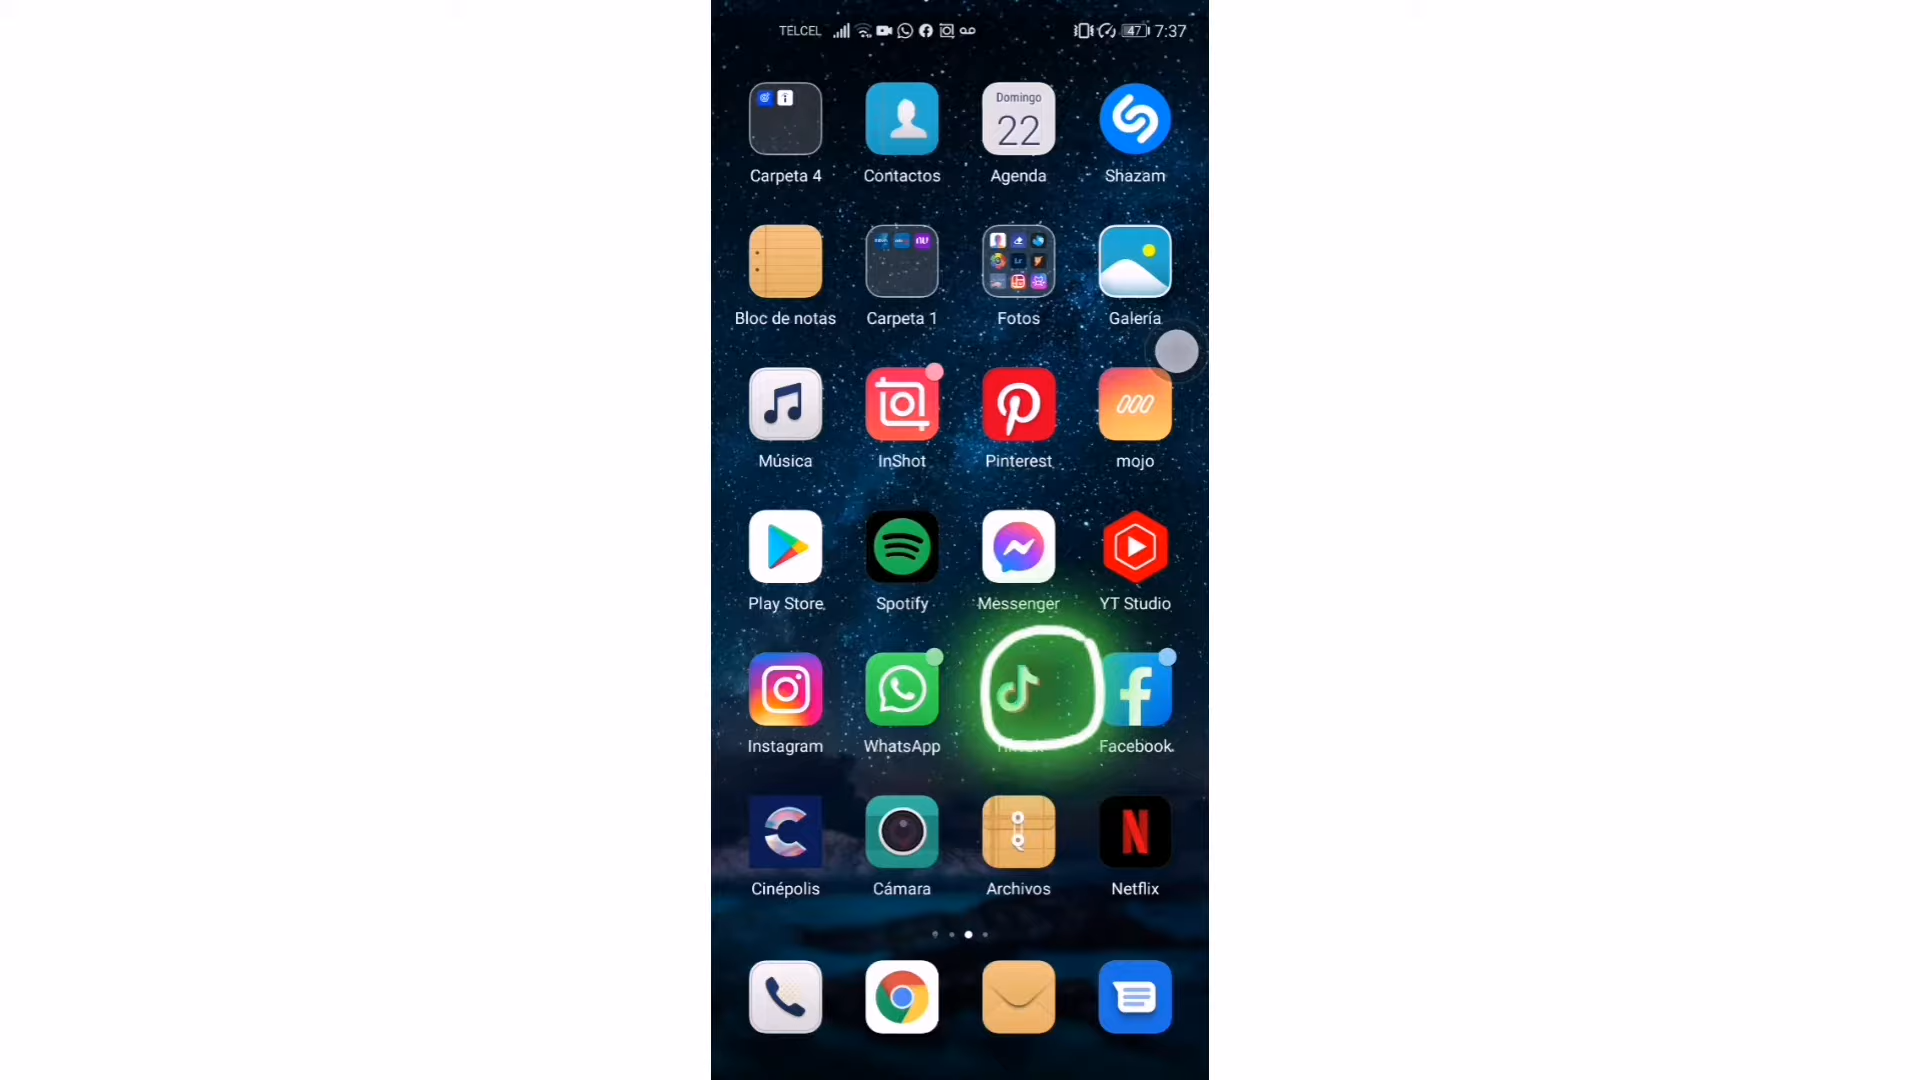 TELCEL 47 7:37
Domingo
22
Carpeta 4 Contactos Agenda Shazam
Bloc de notas Carpeta 1 Fotos Galería
Música InShot Pinterest mojo
Play Store Spotify Messenger YT Studio
Instagram WhatsApp Facebook
Cinépolis Cámara Archivos Netflix